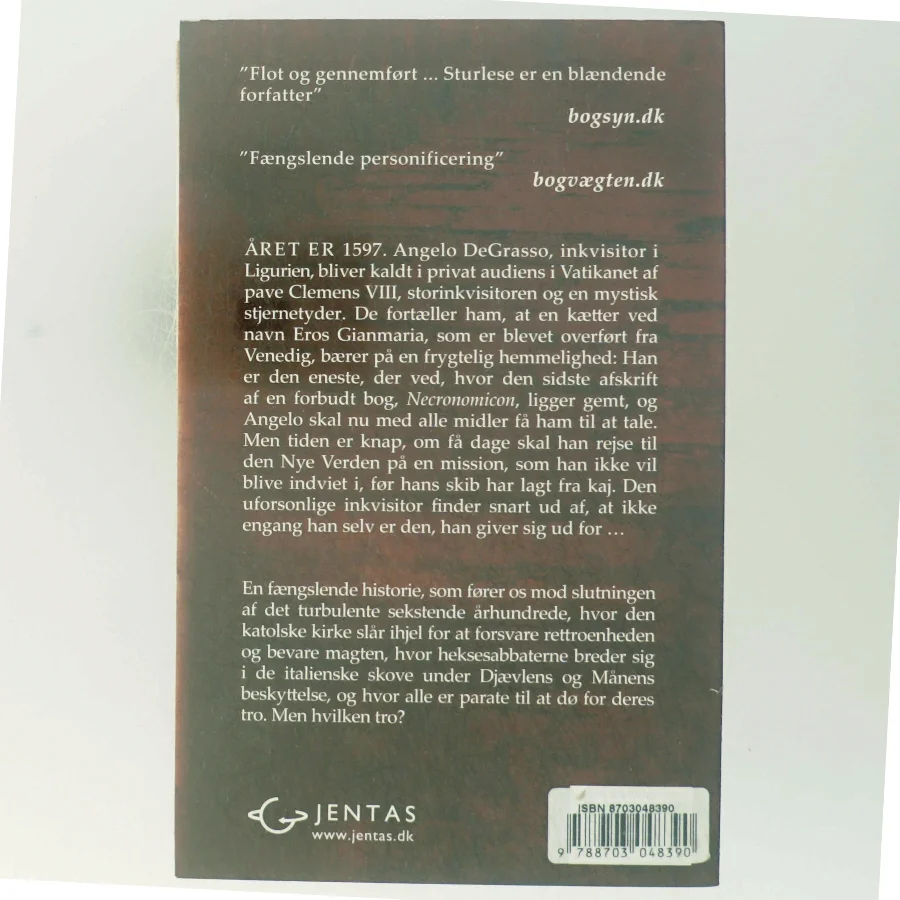 "Flot og gennemført ... Sturlese er en blændende
forfatter"
bogsyn.dk
"Fængslende personificering"
bogvægten.dk
ÅRET ER 1597. Angelo DeGrasso, inkvisitor i
Ligurien, bliver kaldt i privat audiens i Vatikanet af
pave Clemens VIII, storinkvisitoren og en mystisk
stjernetyder. De fortæller ham, at en kætter ved
navn Eros Gianmaria, som er blevet overført fra
Venedig, bærer på en frygtelig hemmelighed: Han
er den eneste, der ved, hvor den sidste afskrift
af en forbudt bog, Necronomicon, ligger gemt, og
Angelo skal nu med alle midler få ham til at tale.
Men tiden er knap, om få dage skal han rejse til
den Nye Verden på en mission, som han ikke vil
blive indviet i, før hans skib har lagt fra kaj. Den
uforsonlige inkvisitor finder snart ud af, at ikke
engang han selv er den, han giver sig ud for ...
En fængslende historie, som fører os mod slutningen
af det turbulente sekstende århundrede, hvor den
katolske kirke slår ihjel for at forsvare rettroenheden
og bevare magten, hvor heksesabbaterne breder sig
i de italienske skove under Djævlens og Månens
beskyttelse, og hvor alle er parate til at dø for deres
tro. Men hvilken tro?
JENTAS
www.jentas.dk
ISBN 8703048390
9 788703 048390